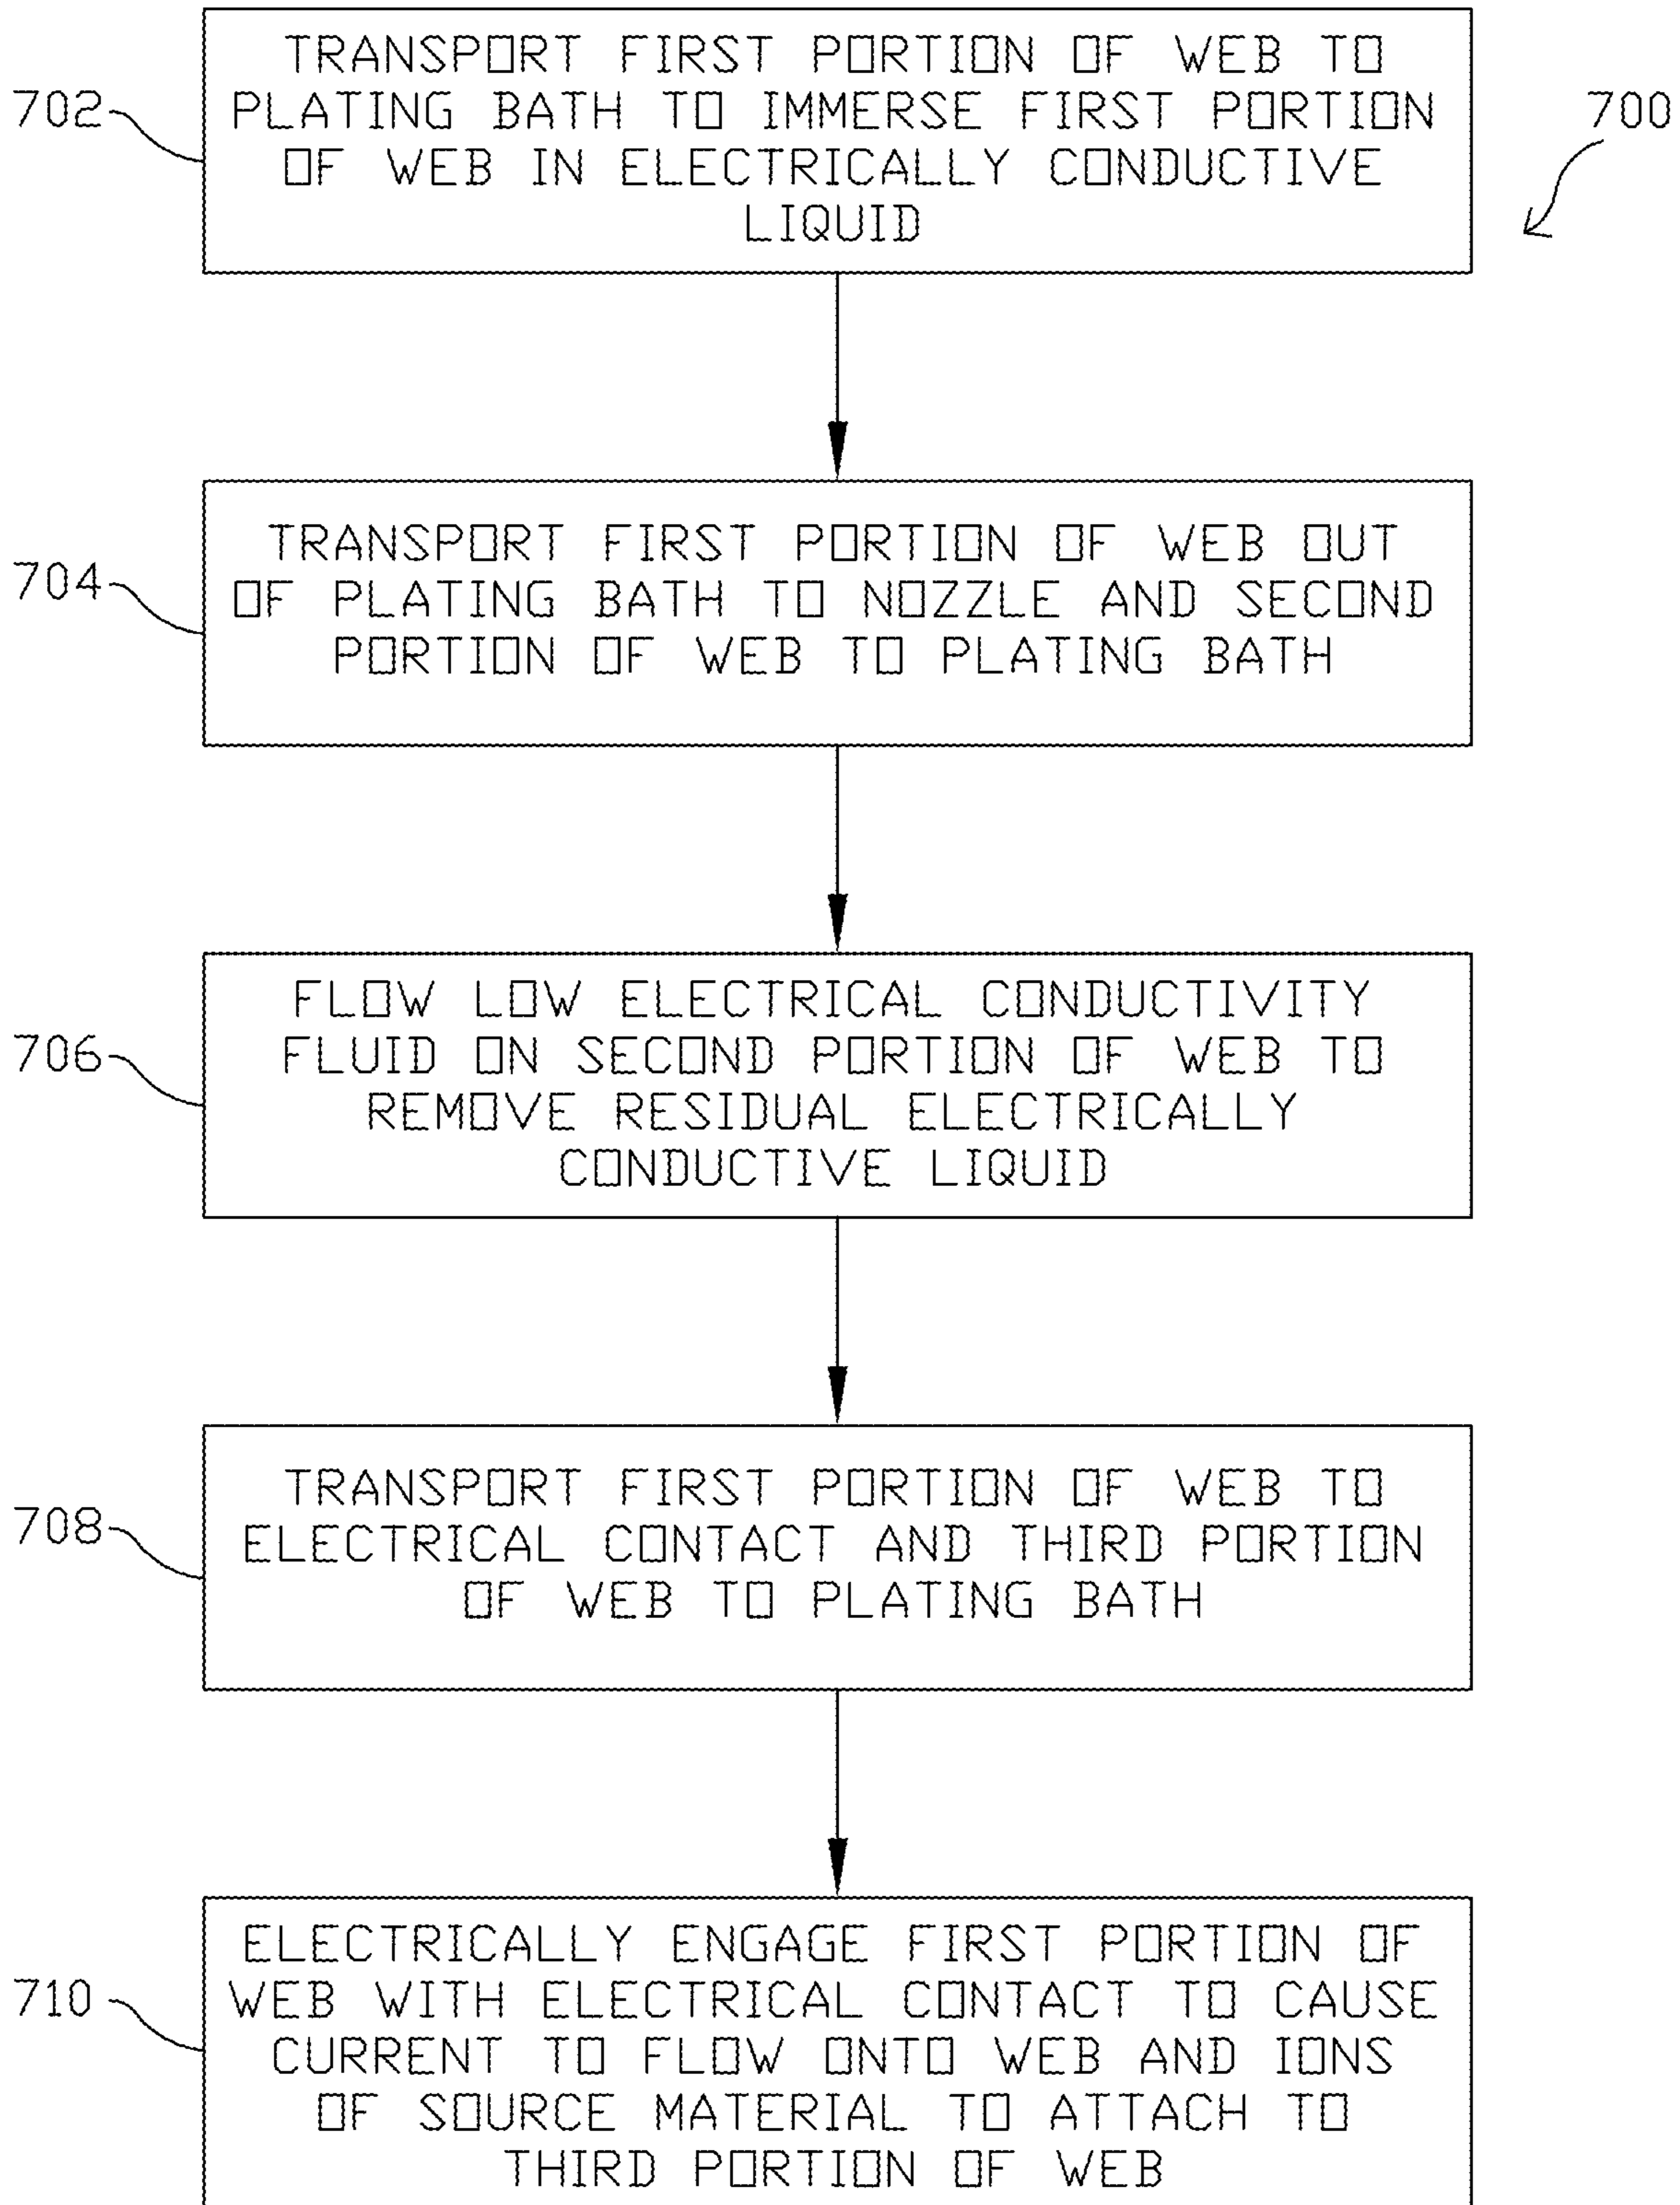 TRANSPORT FIRST PORTION OF WEB TO
702
PLATING BATH TO IMMERSE FIRST PORTION
700
OF WEB IN ELECTRICALLY CONDUCTIVE
LIQUID
TRANSPORT FIRST PORTION OF WEB OUT
704
OF PLATING BATH TO NOZZLE AND SECOND
PORTION OF WEB TO PLATING BATH
FLOW LOW ELECTRICAL CONDUCTIVITY
706
FLUID ON SECOND PORTION OF WEB TO
REMOVE RESIDUAL ELECTRICALLY
CONDUCTIVE LIQUID
TRANSPORT FIRST PORTION OF WEB TO
708
ELECTRICAL CONTACT AND THIRD PORTION
OF WEB TO PLATING BATH
ELECTRICALLY ENGAGE FIRST PORTION OF
710
WEB WITH ELECTRICAL CONTACT TO CAUSE
CURRENT TO FLOW ONTO WEB AND IONS
OF SOURCE MATERIAL TO ATTACH TO
THIRD PORTION OF WEB